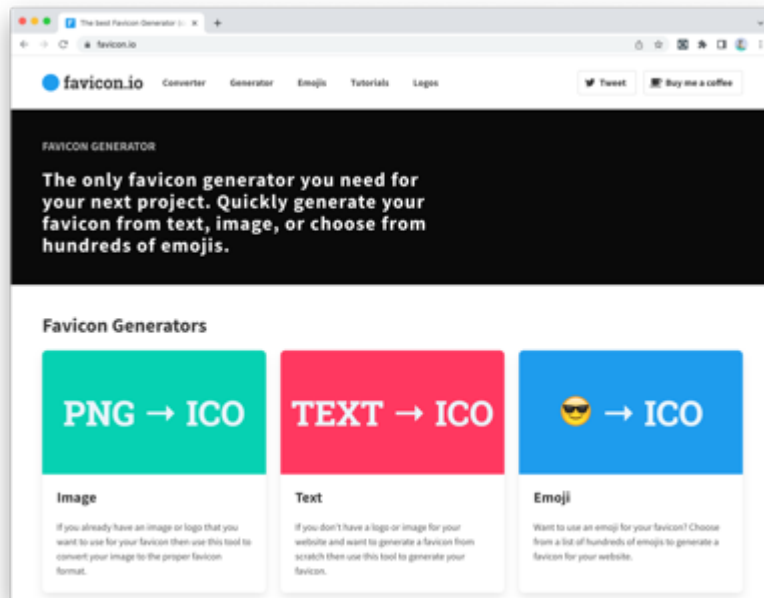 The best Favicon Generator (c
favicon.io
favicon.io Converter Generator Emojis Tutorials Logos Tweet Buy me a coffee
FAVICON GENERATOR
The only favicon generator you need for
your next project. Quickly generate your
favicon from text, image, or choose from
hundreds of emojis.
Favicon Generators
PNG → ICO
TEXT → ICO
😎 → ICO
Image
If you already have an image or logo that you
want to use for your favicon then use this tool to
convert your image to the proper favicon
format.
Text
If you don't have a logo or image for your
website and want to generate a favicon from
scratch then use this tool to generate your
favicon.
Emoji
Want to use an emoji for your favicon? Choose
from a list of hundreds of emojis to generate a
favicon for your website.